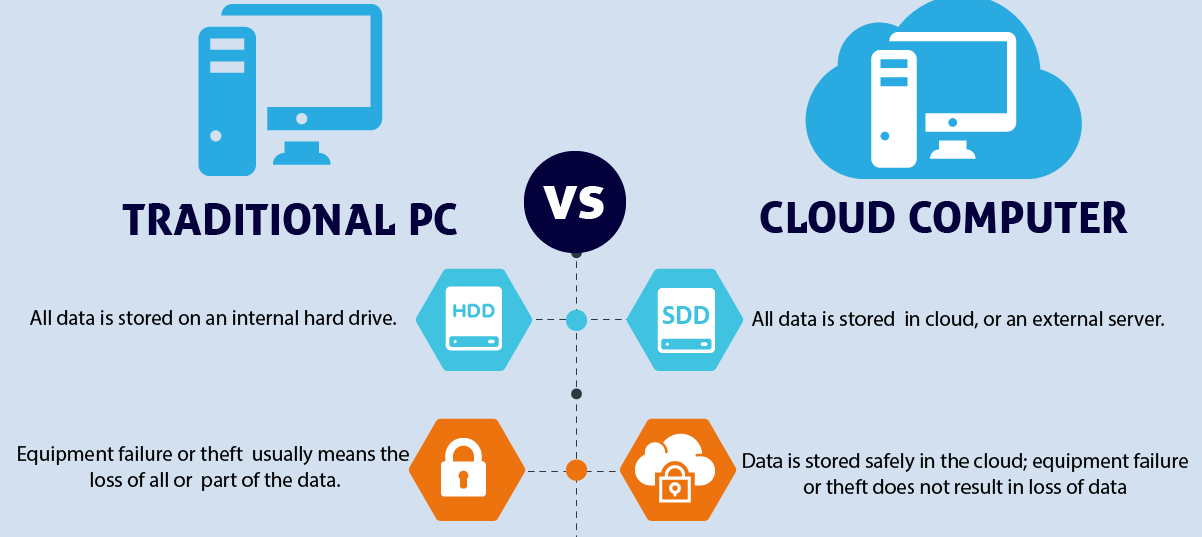 TRADITIONAL PC
VS
CLOUD COMPUTER
All data is stored on an internal hard drive.
HDD
SDD
All data is stored in cloud, or an external server.
Equipment failure or theft usually means the
loss of all or part of the data.
Data is stored safely in the cloud; equipment failure
or theft does not result in loss of data